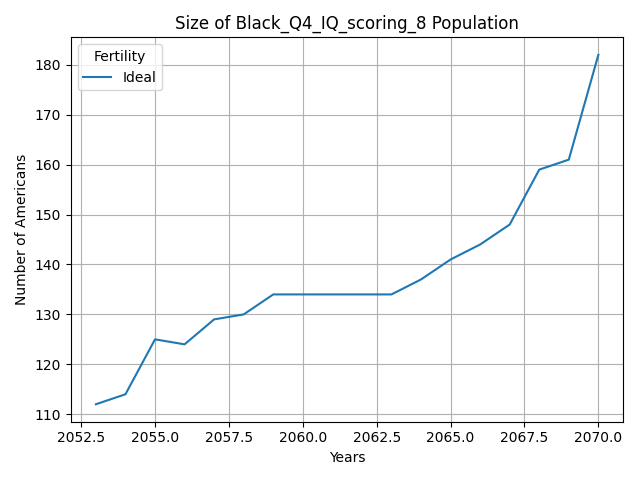 Size of Black_Q4_IQ_scoring_8 Population
Fertility
Ideal
Number of Americans
180
170
160
150
140
130
120
110
2052.5 2055.0 2057.5 2060.0 2062.5 2065.0 2067.5 2070.0
Years